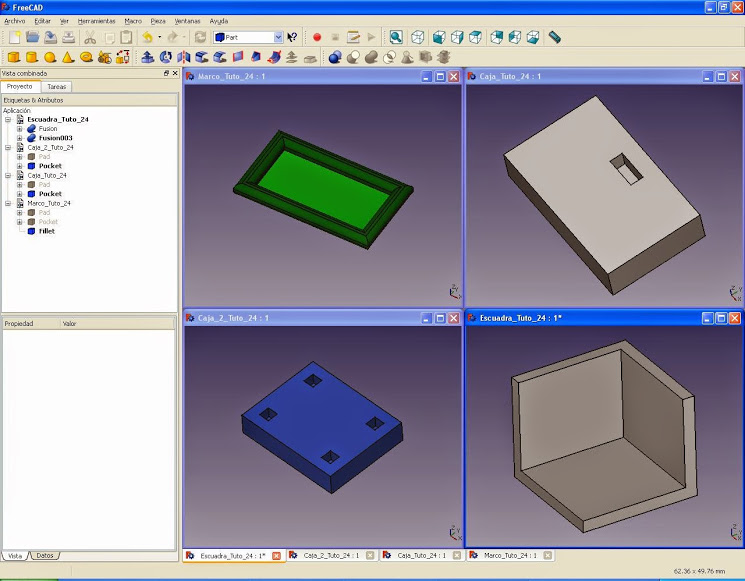 FreeCAD
Archivo Editar Ver Herramientas Macro Pieza Ventanas Ayuda
Part
Vista combinada
Proyecto Tareas
Etiquetas & Atributos
Aplicación
Escuadra_Tuto_24
Fusion
Fusion003
Caja_2_Tuto_24
Pad
Pocket
Caja_Tuto_24
Pad
Pocket
Marco_Tuto_24
Pad
Pocket
Fillet
Propiedad Valor
Vista Datos
Marco_Tuto_24 : 1
Caja_Tuto_24 : 1
Caja_2_Tuto_24 : 1
Escuadra_Tuto_24 : 1*
Escuadra_Tuto_24 : 1* Caja_2_Tuto_24 : 1 Caja_Tuto_24 : 1 Marco_Tuto_24 : 1
62.36 x 49.76 mm